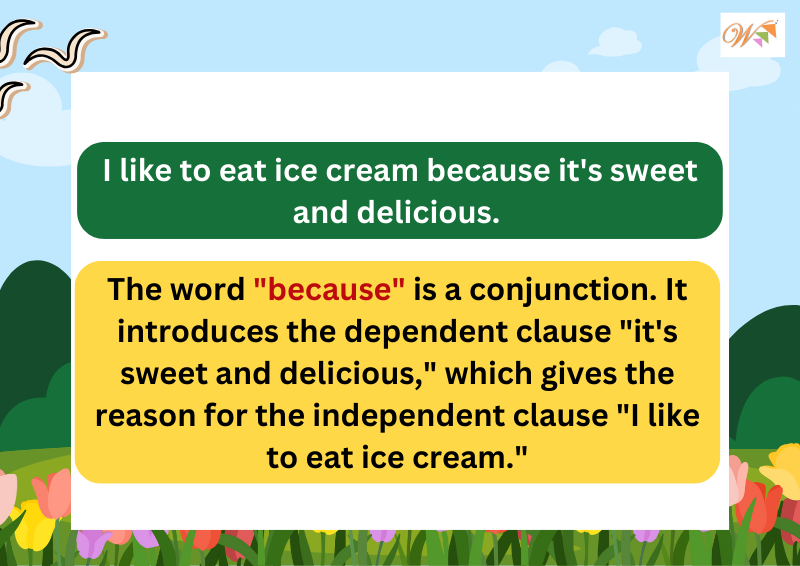 W
I like to eat ice cream because it's sweet
and delicious.
The word "because" is a conjunction. It
introduces the dependent clause "it's
sweet and delicious," which gives the
reason for the independent clause "I like
to eat ice cream."